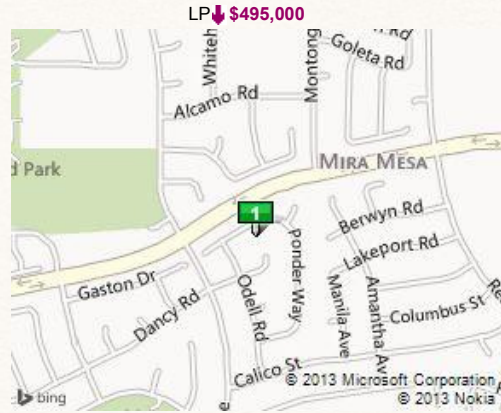 LP $495,000
Goleta Rd
Whiteh
Montong
Alcamo Rd
MIRA MESA
d Park
1
Berwyn Rd
Ponder Way
Lakeport Rd
Gaston Dr
Odell Rd
Manila Ave
Amantha Av
Dancy Rd
Columbus St
Calico St
© 2013 Microsoft Corporation
bing
© 2013 Nokia